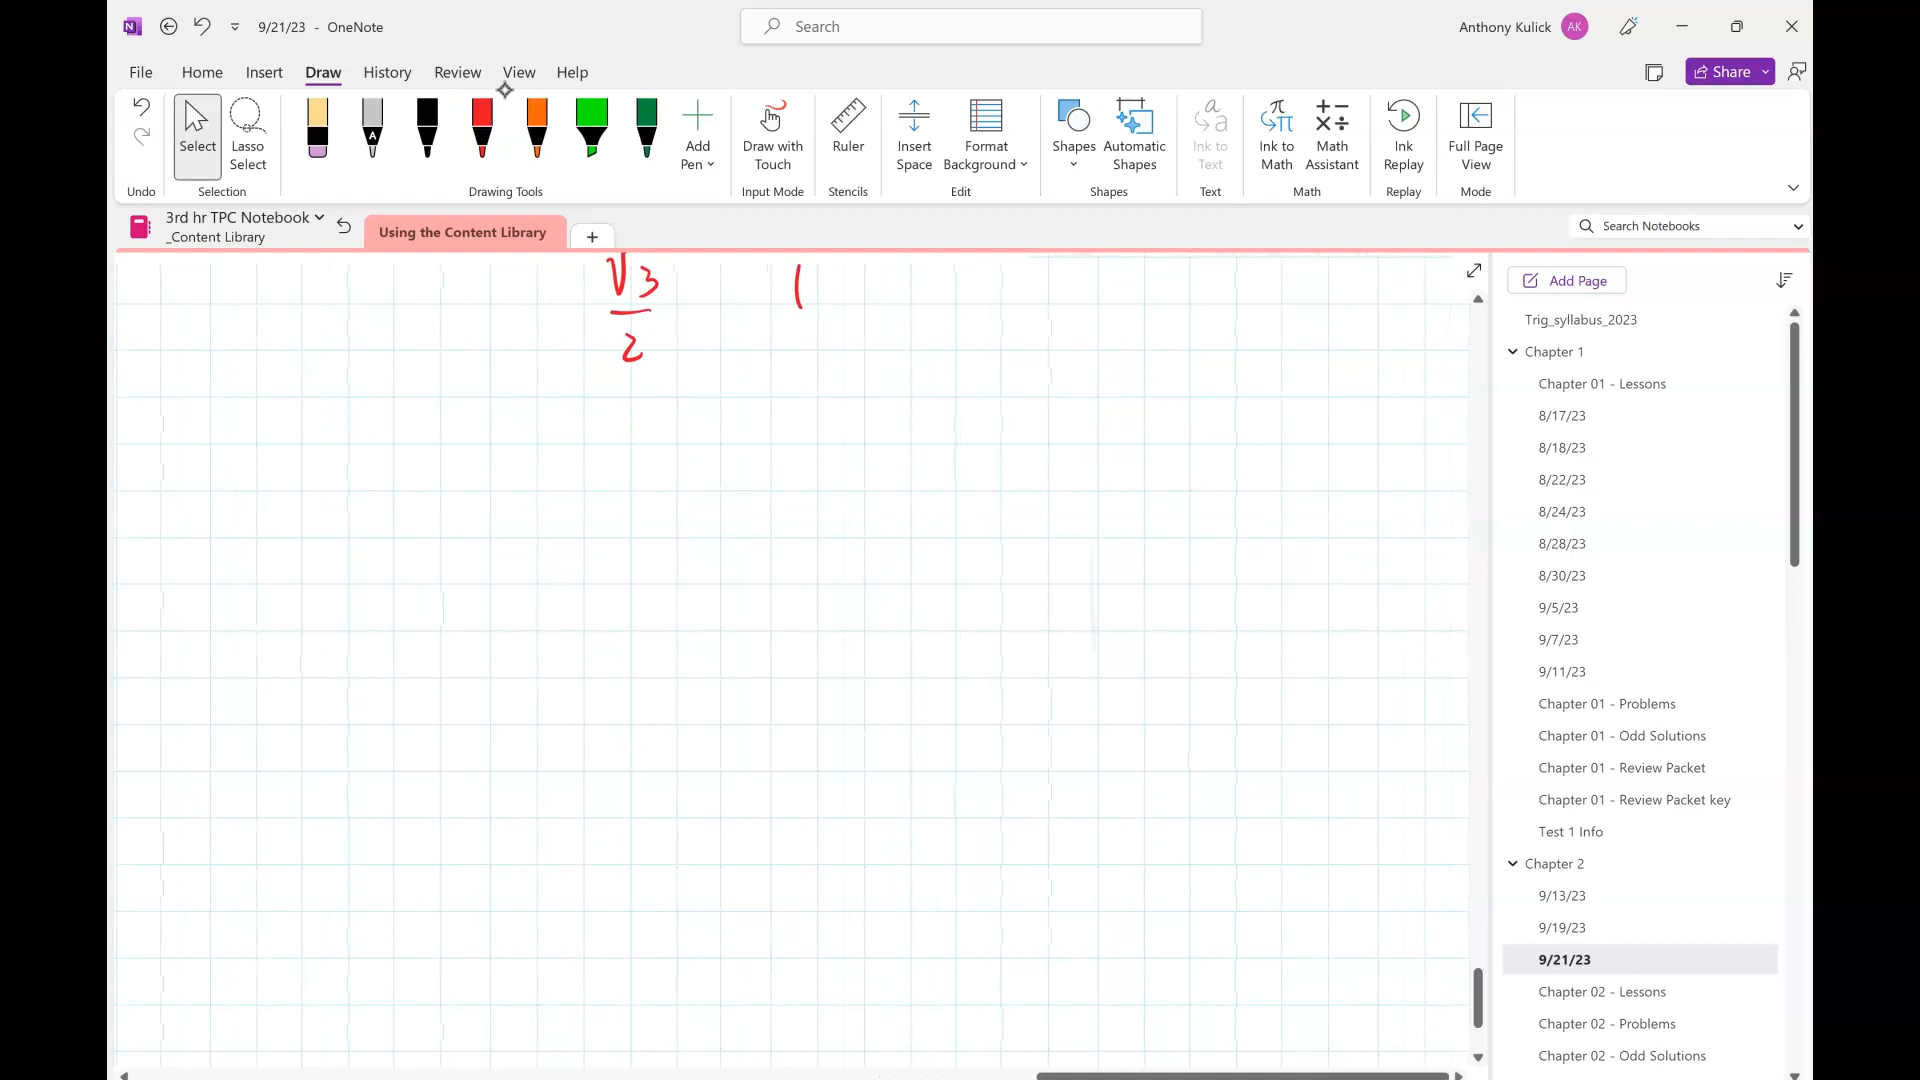 9/21/23 - OneNote
Search
Anthony Kulick
AK
File Home Insert Draw History Review View Help
Share
Select
Lasso Select
Add Pen
Draw with Touch
Ruler
Insert Space
Format Background
Shapes
Automatic Shapes
Ink to Text
Ink to Math
Math Assistant
Ink Replay
Full Page View
Undo Selection Drawing Tools Input Mode Stencils Edit Shapes Text Math Replay Mode
3rd hr TPC Notebook
_Content Library
Using the Content Library
Search Notebooks
√3
2
1
Add Page
Trig_syllabus_2023
Chapter 1
Chapter 01 - Lessons
8/17/23
8/18/23
8/22/23
8/24/23
8/28/23
8/30/23
9/5/23
9/7/23
9/11/23
Chapter 01 - Problems
Chapter 01 - Odd Solutions
Chapter 01 - Review Packet
Chapter 01 - Review Packet key
Test 1 Info
Chapter 2
9/13/23
9/19/23
9/21/23
Chapter 02 - Lessons
Chapter 02 - Problems
Chapter 02 - Odd Solutions